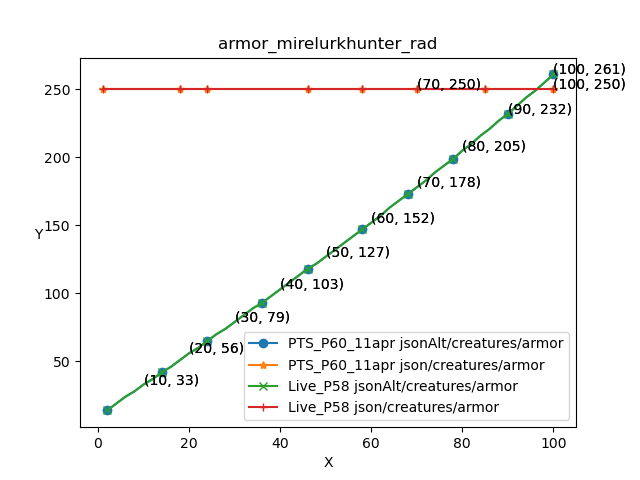 armor_mirelurkhunter_rad
(100, 261)
(70, 250)
(100, 250)
(90, 232)
(80, 205)
(70, 178)
(60, 152)
(50, 127)
(40, 103)
(30, 79)
(20, 56)
(10, 33)
250
200
150
100
50
Y
PTS_P60_11apr jsonAlt/creatures/armor
PTS_P60_11apr json/creatures/armor
Live_P58 jsonAlt/creatures/armor
Live_P58 json/creatures/armor
0 20 40 60 80 100
X